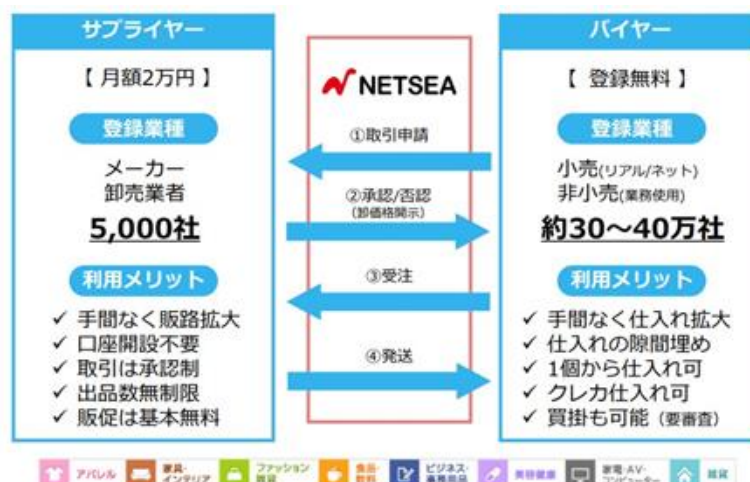 サプライヤー
【 月額2万円 】
登録業種
メーカー
卸売業者
5,000社
利用メリット
✓ 手間なく販路拡大
✓ 口座開設不要
✓ 取引は承認制
✓ 出品数無制限
✓ 販促は基本無料
NETSEA
①取引申請
②承認/否認
(卸価格開示)
③受注
④発送
バイヤー
【 登録無料 】
登録業種
小売(リアル/ネット)
非小売(業務使用)
約30～40万社
利用メリット
✓ 手間なく仕入れ拡大
✓ 仕入れの隙間埋め
✓ 1個から仕入れ可
✓ クレカ仕入れ可
✓ 買掛も可能(要審査)
アパレル
家具・
インテリア
ファッション
雑貨
食品・
飲料
ビジネス・
事務用品
美容健康
家電・AV・
コンピューター
雑貨